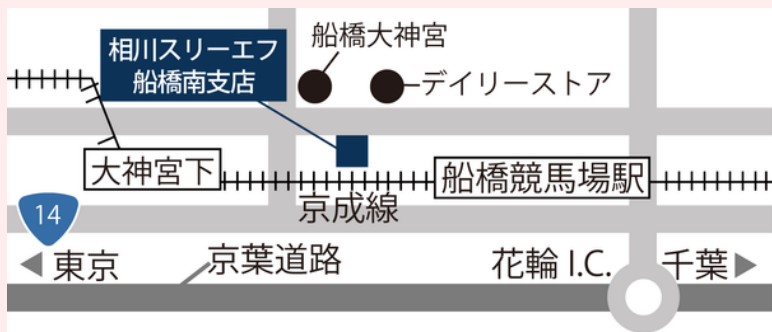 船橋大神宮
相川スリーエフ
船橋南支店
デイリーストア
大神宮下
船橋競馬場駅
京成線
14
東京
京葉道路
花輪 I.C.
千葉